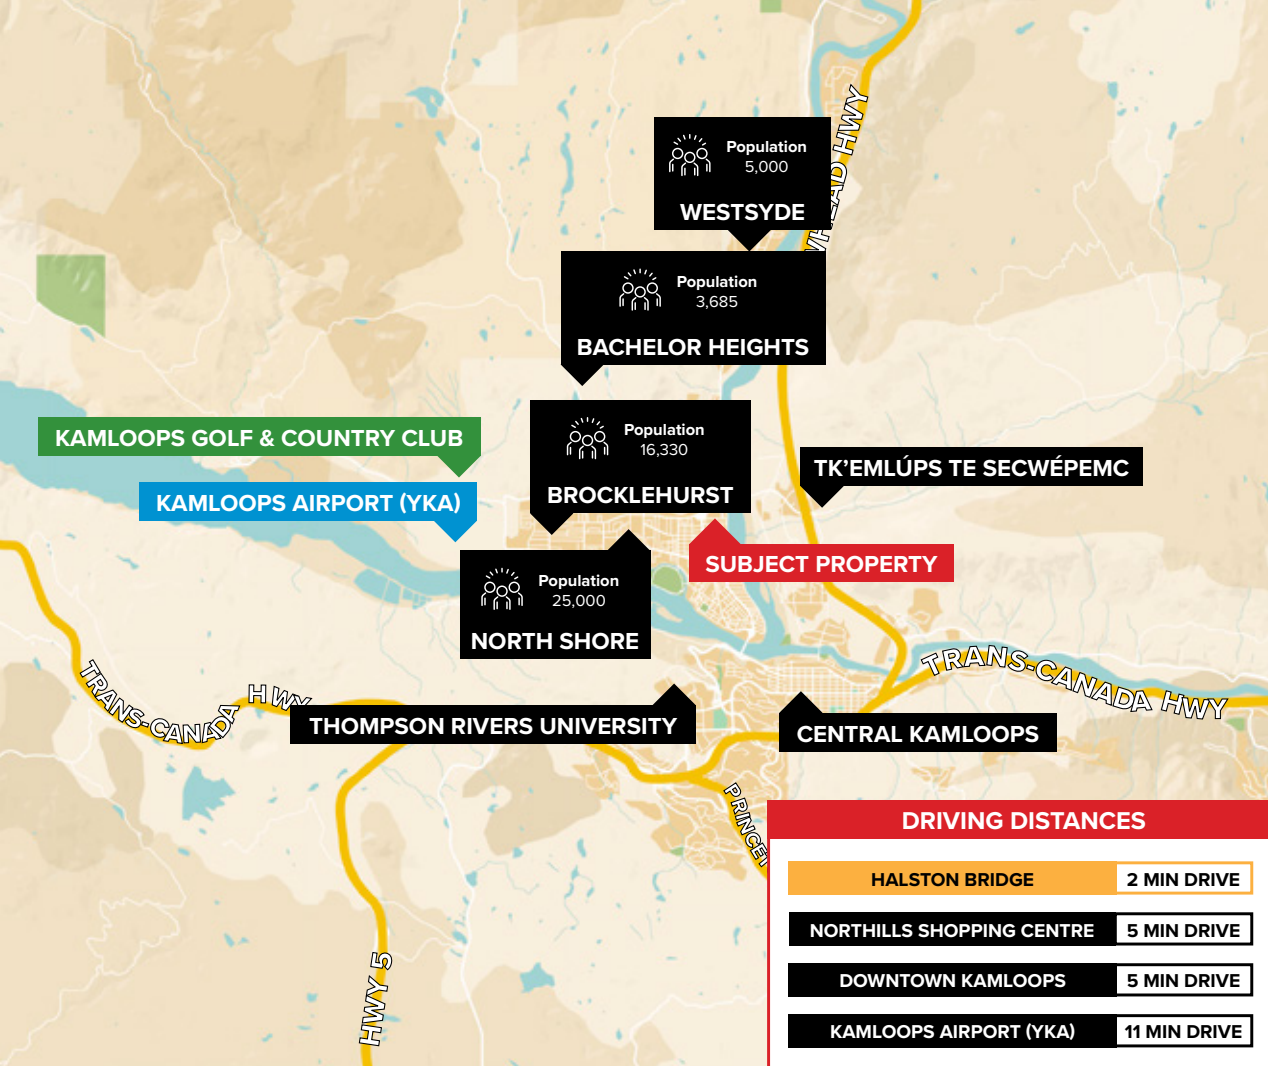 Population
5,000
WESTSYDE
Population
3,685
BACHELOR HEIGHTS
KAMLOOPS GOLF & COUNTRY CLUB
KAMLOOPS AIRPORT (YKA)
Population
16,330
BROCKLEHURST
TK'EMLÚPS TE SECWÉPEMC
SUBJECT PROPERTY
Population
25,000
NORTH SHORE
TRANS-CANADA HWY
TRANS-CANADA HWY
THOMPSON RIVERS UNIVERSITY
CENTRAL KAMLOOPS
HWY
HWY 5
DRIVING DISTANCES
HALSTON BRIDGE 2 MIN DRIVE
NORTHILLS SHOPPING CENTRE 5 MIN DRIVE
DOWNTOWN KAMLOOPS 5 MIN DRIVE
KAMLOOPS AIRPORT (YKA) 11 MIN DRIVE